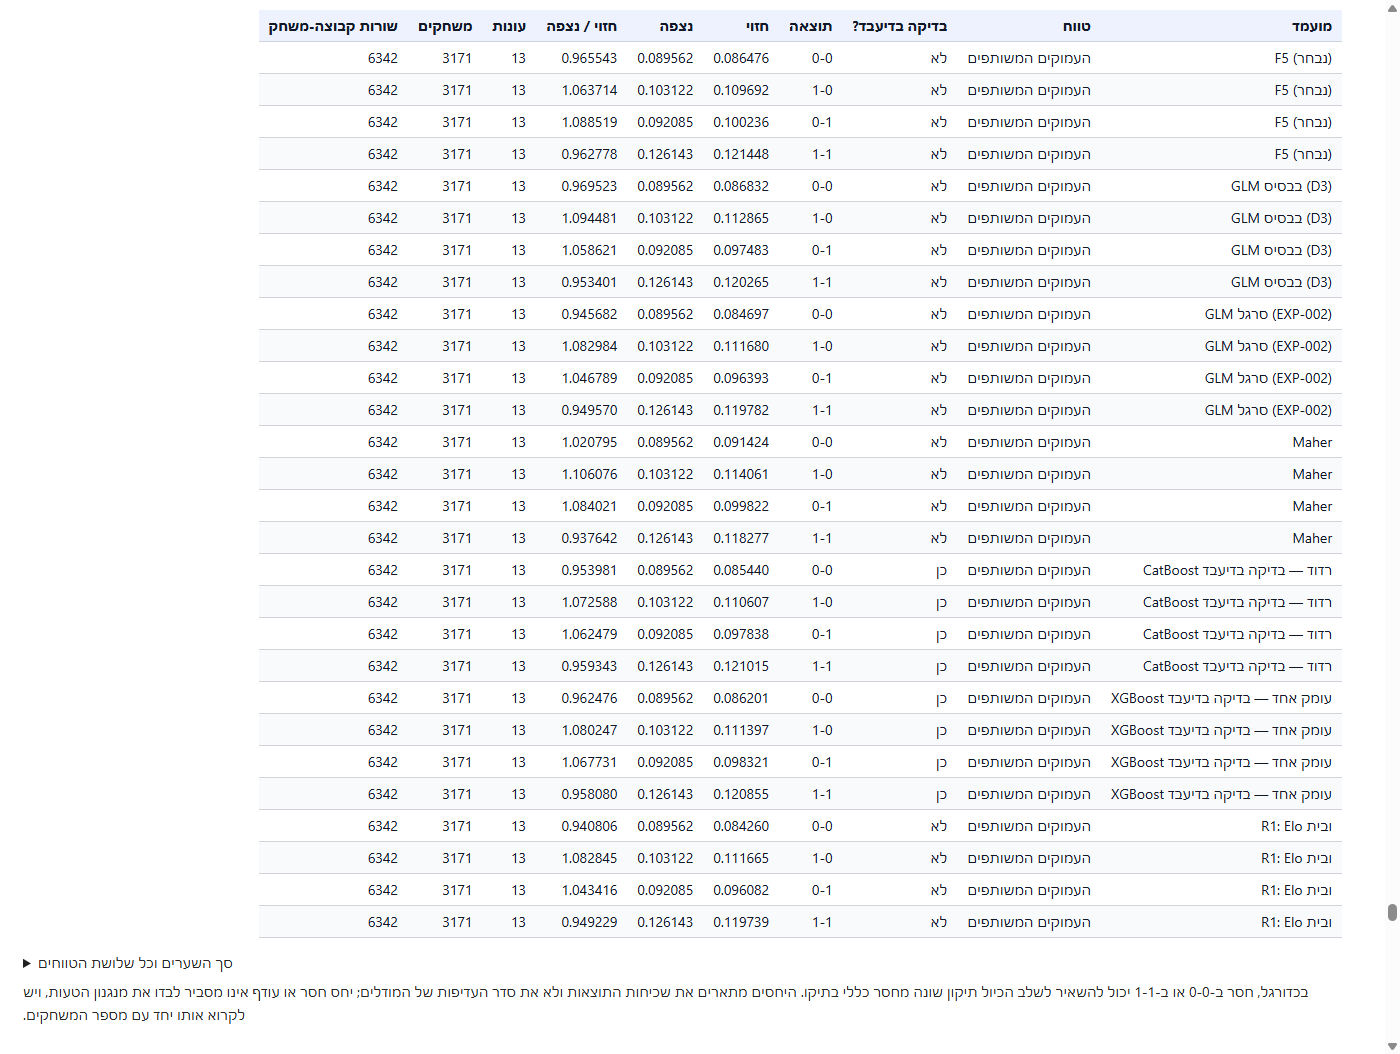 מועמד טווח בדיקה בדיעבד? תוצאה חזוי נצפה חזוי / נצפה עונות משחקים שורות קבוצה-משחק
F5 (נבחר) העמוקים המשותפים לא 0-0 0.086476 0.089562 0.965543 13 3171 6342
F5 (נבחר) העמוקים המשותפים לא 1-0 0.109692 0.103122 1.063714 13 3171 6342
F5 (נבחר) העמוקים המשותפים לא 0-1 0.100236 0.092085 1.088519 13 3171 6342
F5 (נבחר) העמוקים המשותפים לא 1-1 0.121448 0.126143 0.962778 13 3171 6342
GLM בבסיס (D3) העמוקים המשותפים לא 0-0 0.086832 0.089562 0.969523 13 3171 6342
GLM בבסיס (D3) העמוקים המשותפים לא 1-0 0.112865 0.103122 1.094481 13 3171 6342
GLM בבסיס (D3) העמוקים המשותפים לא 0-1 0.097483 0.092085 1.058621 13 3171 6342
GLM בבסיס (D3) העמוקים המשותפים לא 1-1 0.120265 0.126143 0.953401 13 3171 6342
GLM סרגל (EXP-002) העמוקים המשותפים לא 0-0 0.084697 0.089562 0.945682 13 3171 6342
GLM סרגל (EXP-002) העמוקים המשותפים לא 1-0 0.111680 0.103122 1.082984 13 3171 6342
GLM סרגל (EXP-002) העמוקים המשותפים לא 0-1 0.096393 0.092085 1.046789 13 3171 6342
GLM סרגל (EXP-002) העמוקים המשותפים לא 1-1 0.119782 0.126143 0.949570 13 3171 6342
Maher העמוקים המשותפים לא 0-0 0.091424 0.089562 1.020795 13 3171 6342
Maher העמוקים המשותפים לא 1-0 0.114061 0.103122 1.106076 13 3171 6342
Maher העמוקים המשותפים לא 0-1 0.099822 0.092085 1.084021 13 3171 6342
Maher העמוקים המשותפים לא 1-1 0.118277 0.126143 0.937642 13 3171 6342
CatBoost רדוד — בדיקה בדיעבד העמוקים המשותפים כן 0-0 0.085440 0.089562 0.953981 13 3171 6342
CatBoost רדוד — בדיקה בדיעבד העמוקים המשותפים כן 1-0 0.110607 0.103122 1.072588 13 3171 6342
CatBoost רדוד — בדיקה בדיעבד העמוקים המשותפים כן 0-1 0.097838 0.092085 1.062479 13 3171 6342
CatBoost רדוד — בדיקה בדיעבד העמוקים המשותפים כן 1-1 0.121015 0.126143 0.959343 13 3171 6342
XGBoost עומק אחד — בדיקה בדיעבד העמוקים המשותפים כן 0-0 0.086201 0.089562 0.962476 13 3171 6342
XGBoost עומק אחד — בדיקה בדיעבד העמוקים המשותפים כן 1-0 0.111397 0.103122 1.080247 13 3171 6342
XGBoost עומק אחד — בדיקה בדיעבד העמוקים המשותפים כן 0-1 0.098321 0.092085 1.067731 13 3171 6342
XGBoost עומק אחד — בדיקה בדיעבד העמוקים המשותפים כן 1-1 0.120855 0.126143 0.958080 13 3171 6342
R1: Elo ובית העמוקים המשותפים לא 0-0 0.084260 0.089562 0.940806 13 3171 6342
R1: Elo ובית העמוקים המשותפים לא 1-0 0.111665 0.103122 1.082845 13 3171 6342
R1: Elo ובית העמוקים המשותפים לא 0-1 0.096082 0.092085 1.043416 13 3171 6342
R1: Elo ובית העמוקים המשותפים לא 1-1 0.119739 0.126143 0.949229 13 3171 6342
סך השערים וכל שלושת הטווחים
בכדורגל, חסר ב-0-0 או ב-1-1 יכול להשאיר לשלב הכיול תיקון שונה מחסר כללי בתיקו. היחסים מתארים את שכיחות התוצאות ולא את סדר העדיפות של המודלים; יחס חסר או עודף אינו מסביר לבדו את מנגנון הטעות, ויש
לקרוא אותו יחד עם מספר המשחקים.